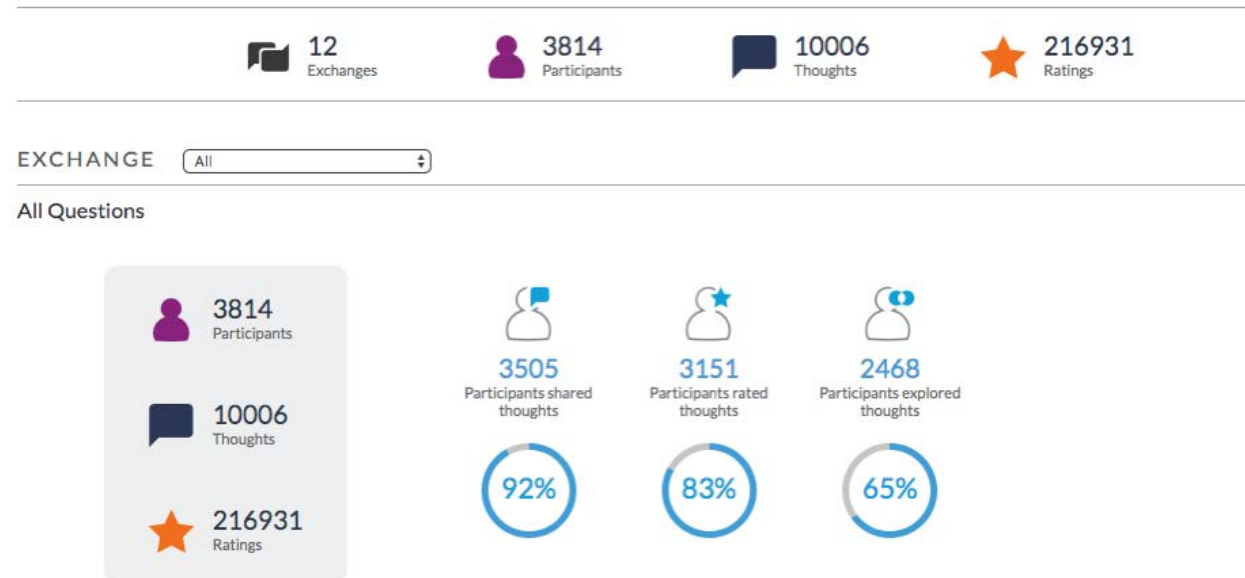 12
Exchanges
3814
Participants
10006
Thoughts
216931
Ratings
EXCHANGE
All
All Questions
3814
Participants
10006
Thoughts
216931
Ratings
3505
Participants shared
thoughts
92%
3151
Participants rated
thoughts
83%
2468
Participants explored
thoughts
65%